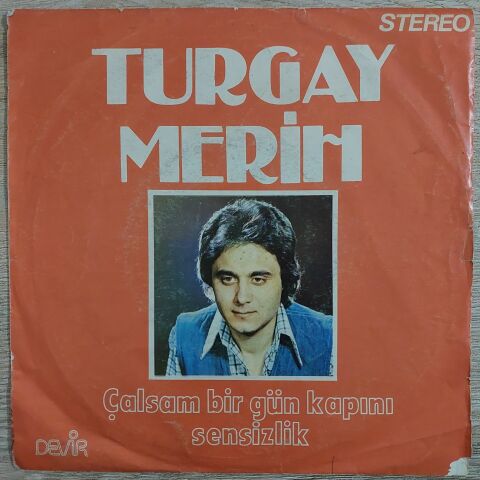 STEREO
TURGAY
MERİH
Çalsam bir gün kapını
sensizlik
DEVİR